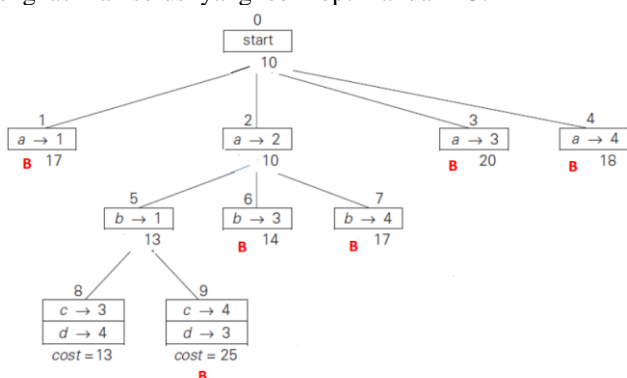 yang
0
start
10
1 2 3 4
a → 1 a → 2 a → 3 a → 4
B 17 10 B 20 B 18
5 6 7
b → 1 b → 3 b → 4
13 B 14 B 17
8 9
c → 3 c → 4
d → 4 d → 3
cost = 13 cost = 25
B